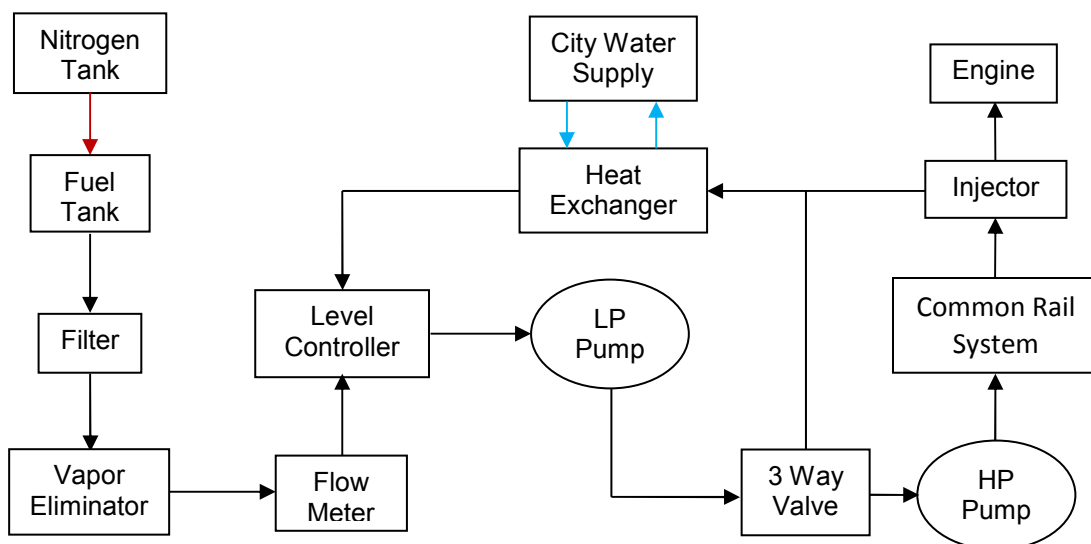 Nitrogen
Tank
City Water
Supply
Engine
Fuel
Tank
Heat
Exchanger
Injector
Filter
Level
Controller
LP
Pump
Common Rail
System
Vapor
Eliminator
Flow
Meter
3 Way
Valve
HP
Pump